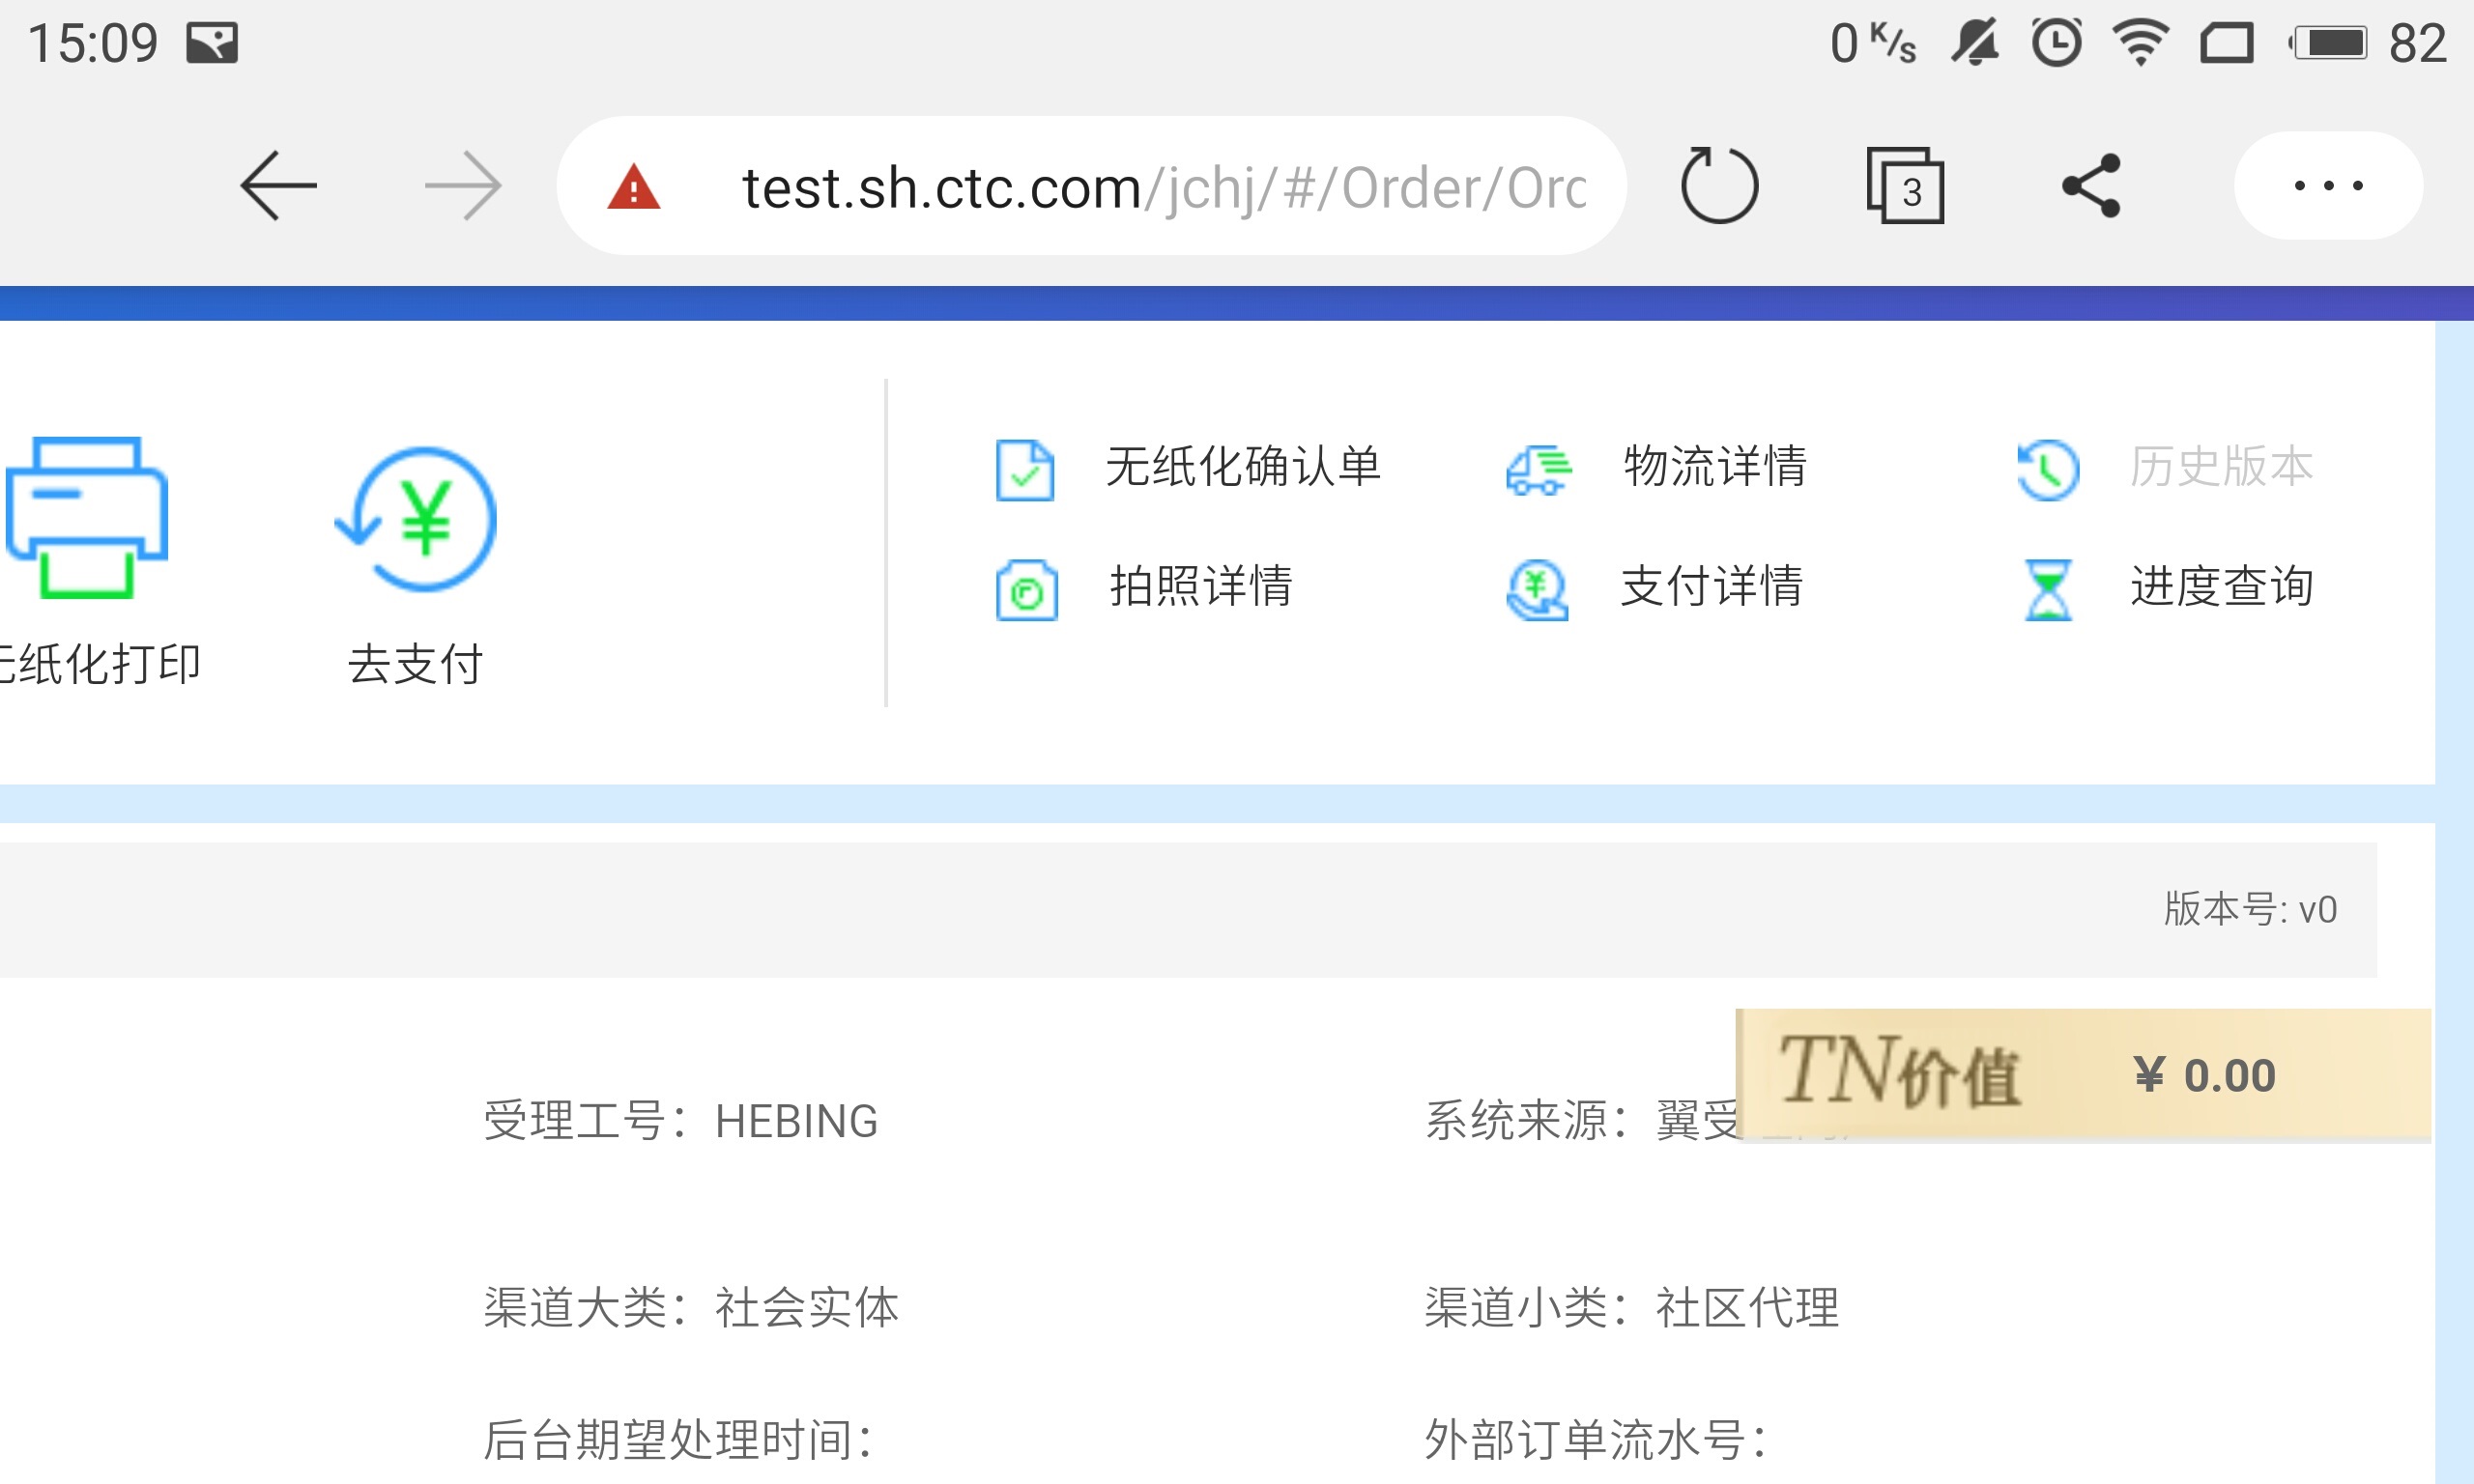 15:09 0 K/s 82
test.sh.ctc.com/jchj/#/Order/Orc
3
无纸化确认单 物流详情 历史版本
拍照详情 支付详情 进度查询
纸化打印 去支付
版本号: v0
TN价值 ¥ 0.00
受理工号：HEBING 系统来源：翼受
渠道大类：社会实体 渠道小类：社区代理
后台期望处理时间： 外部订单流水号：